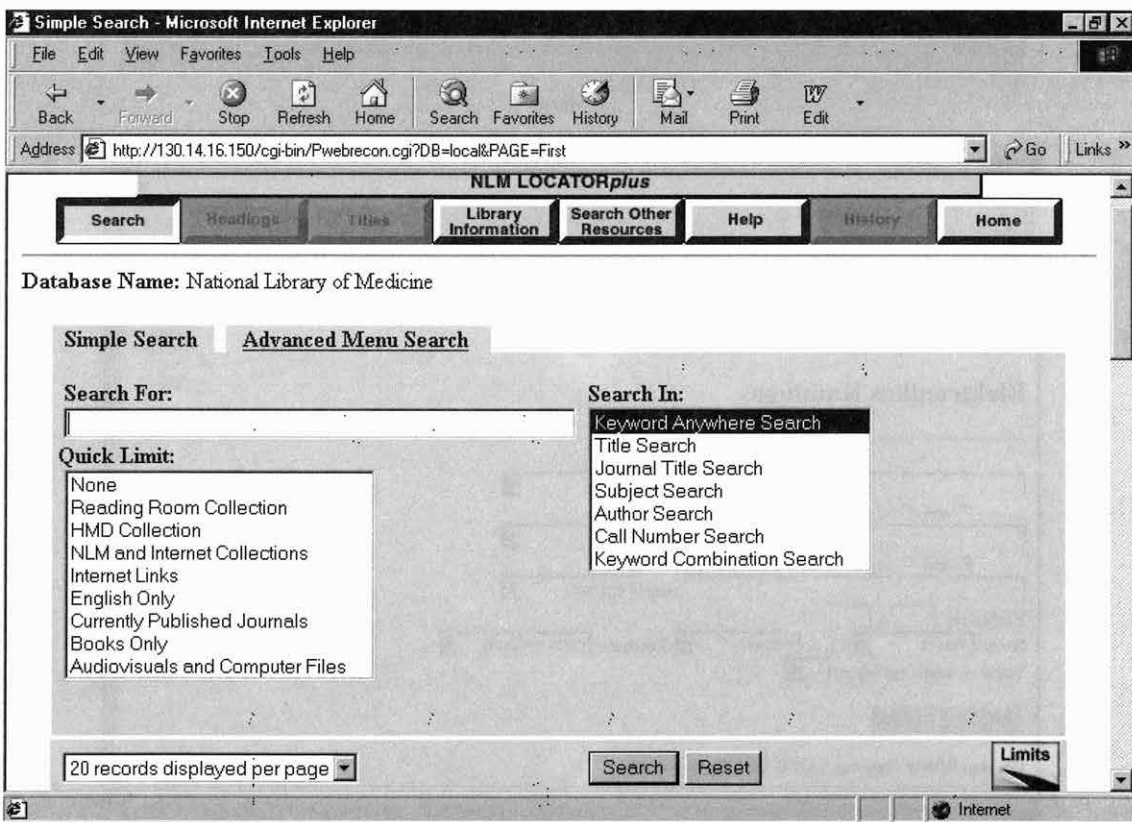 Simple Search - Microsoft Internet Explorer
File Edit View Favorites Tools Help
Back Forward Stop Refresh Home Search Favorites History Mail Print Edit
Address http://130.14.16.150/cgi-bin/Pwebrecon.cgi?DB=local&PAGE=First Go Links »
NLM LOCATORplus
Search Headings Titles Library Information Search Other Resources Help History Home
Database Name: National Library of Medicine
Simple Search Advanced Menu Search
Search For: Search In:
Keyword Anywhere Search
Title Search
Journal Title Search
Subject Search
Author Search
Call Number Search
Keyword Combination Search
Quick Limit:
None
Reading Room Collection
HMD Collection
NLM and Internet Collections
Internet Links
English Only
Currently Published Journals
Books Only
Audiovisuals and Computer Files
20 records displayed per page Search Reset Limits
Internet